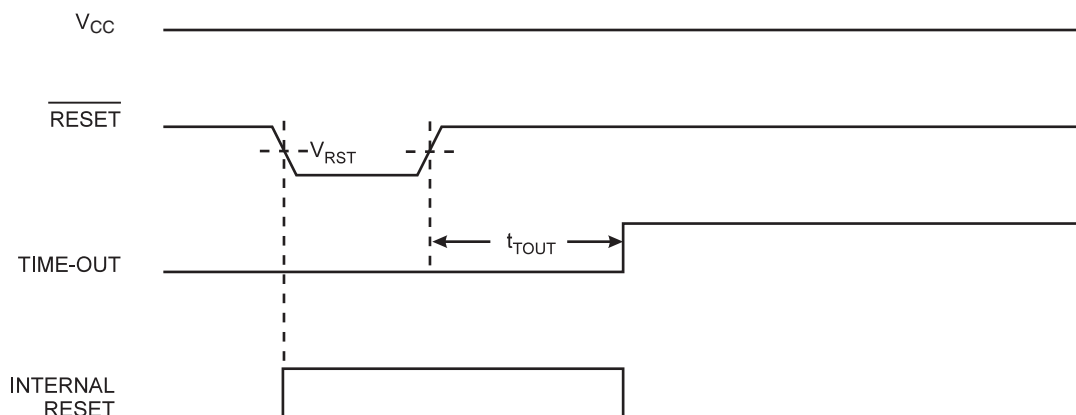 VCC
RESET
VRST
tTOUT
TIME-OUT
INTERNAL
RESET